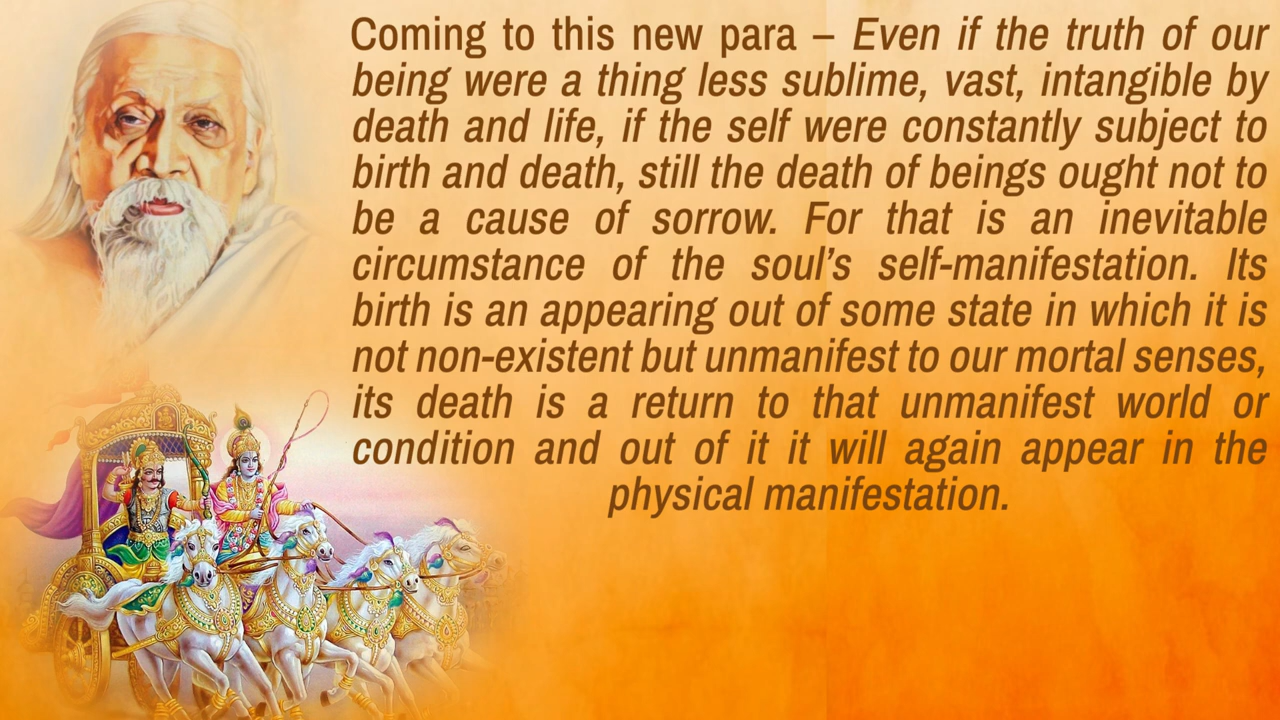 Coming to this new para – Even if the truth of our
being were a thing less sublime, vast, intangible by
death and life, if the self were constantly subject to
birth and death, still the death of beings ought not to
be a cause of sorrow. For that is an inevitable
circumstance of the soul’s self-manifestation. Its
birth is an appearing out of some state in which it is
not non-existent but unmanifest to our mortal senses,
its death is a return to that unmanifest world or
condition and out of it it will again appear in the
physical manifestation.